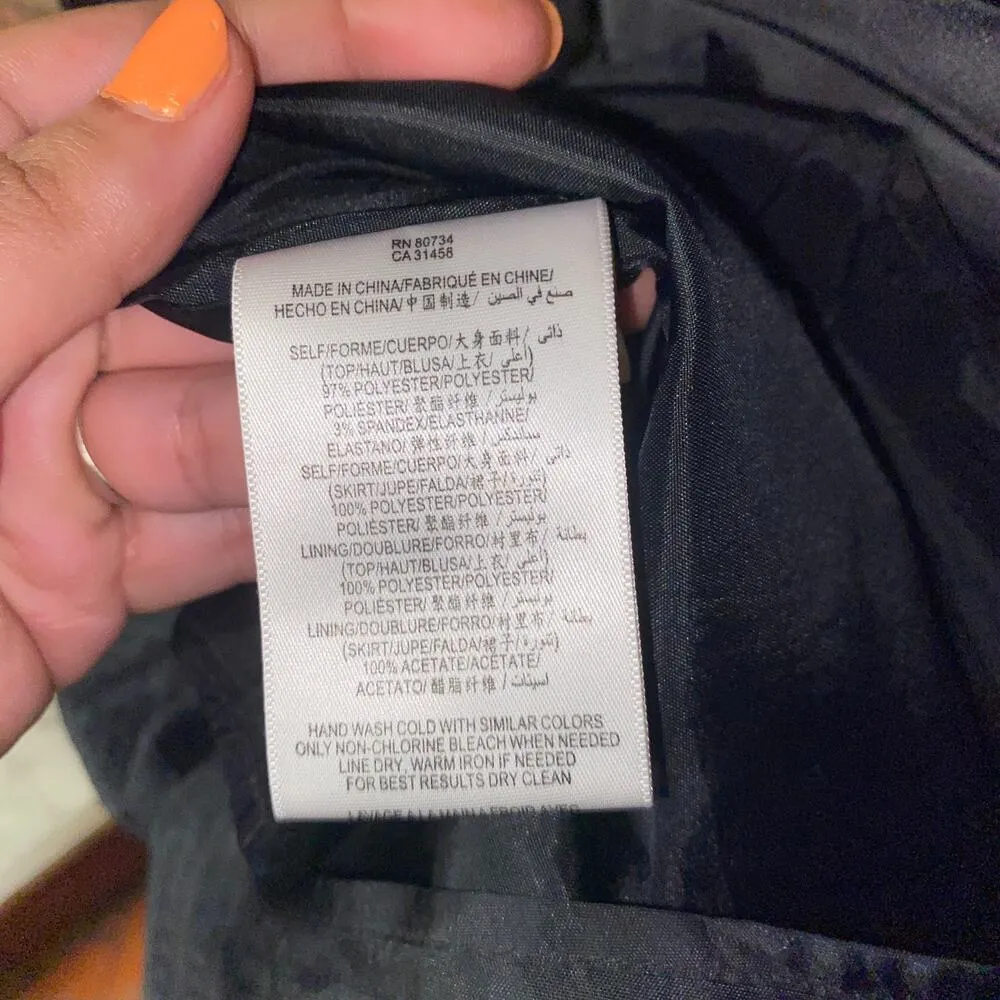 RN 80734
CA 31458
MADE IN CHINA/FABRIQUÉ EN CHINE/
HECHO EN CHINA/中国制造/ صنع في الصين
SELF/FORME/CUERPO/大身面料/ ذاتي
(TOP/HAUT/BLUSA/上衣/ أعلى)
97% POLYESTER/POLYESTER/
POLIÉSTER/ 聚酯纤维 / بوليستر
3% SPANDEX/ELASTHANNE/
ELASTANO/ 弹性纤维 / سباندكس
SELF/FORME/CUERPO/大身面料/ ذاتي
(SKIRT/JUPE/FALDA/裙子/تنورة)
100% POLYESTER/POLYESTER/
POLIÉSTER/ 聚酯纤维 / بوليستر
LINING/DOUBLURE/FORRO/衬里布/ بطانة
(TOP/HAUT/BLUSA/上衣/ أعلى)
100% POLYESTER/POLYESTER/
POLIÉSTER/ 聚酯纤维 / بوليستر
LINING/DOUBLURE/FORRO/衬里布/ بطانة
(SKIRT/JUPE/FALDA/裙子/تنورة)
100% ACETATE/ACÉTATE/
ACETATO/ 醋脂纤维 / اسيتات
HAND WASH COLD WITH SIMILAR COLORS
ONLY NON-CHLORINE BLEACH WHEN NEEDED
LINE DRY, WARM IRON IF NEEDED
FOR BEST RESULTS DRY CLEAN
LAVAGE A LA MAIN A FROID AVEC